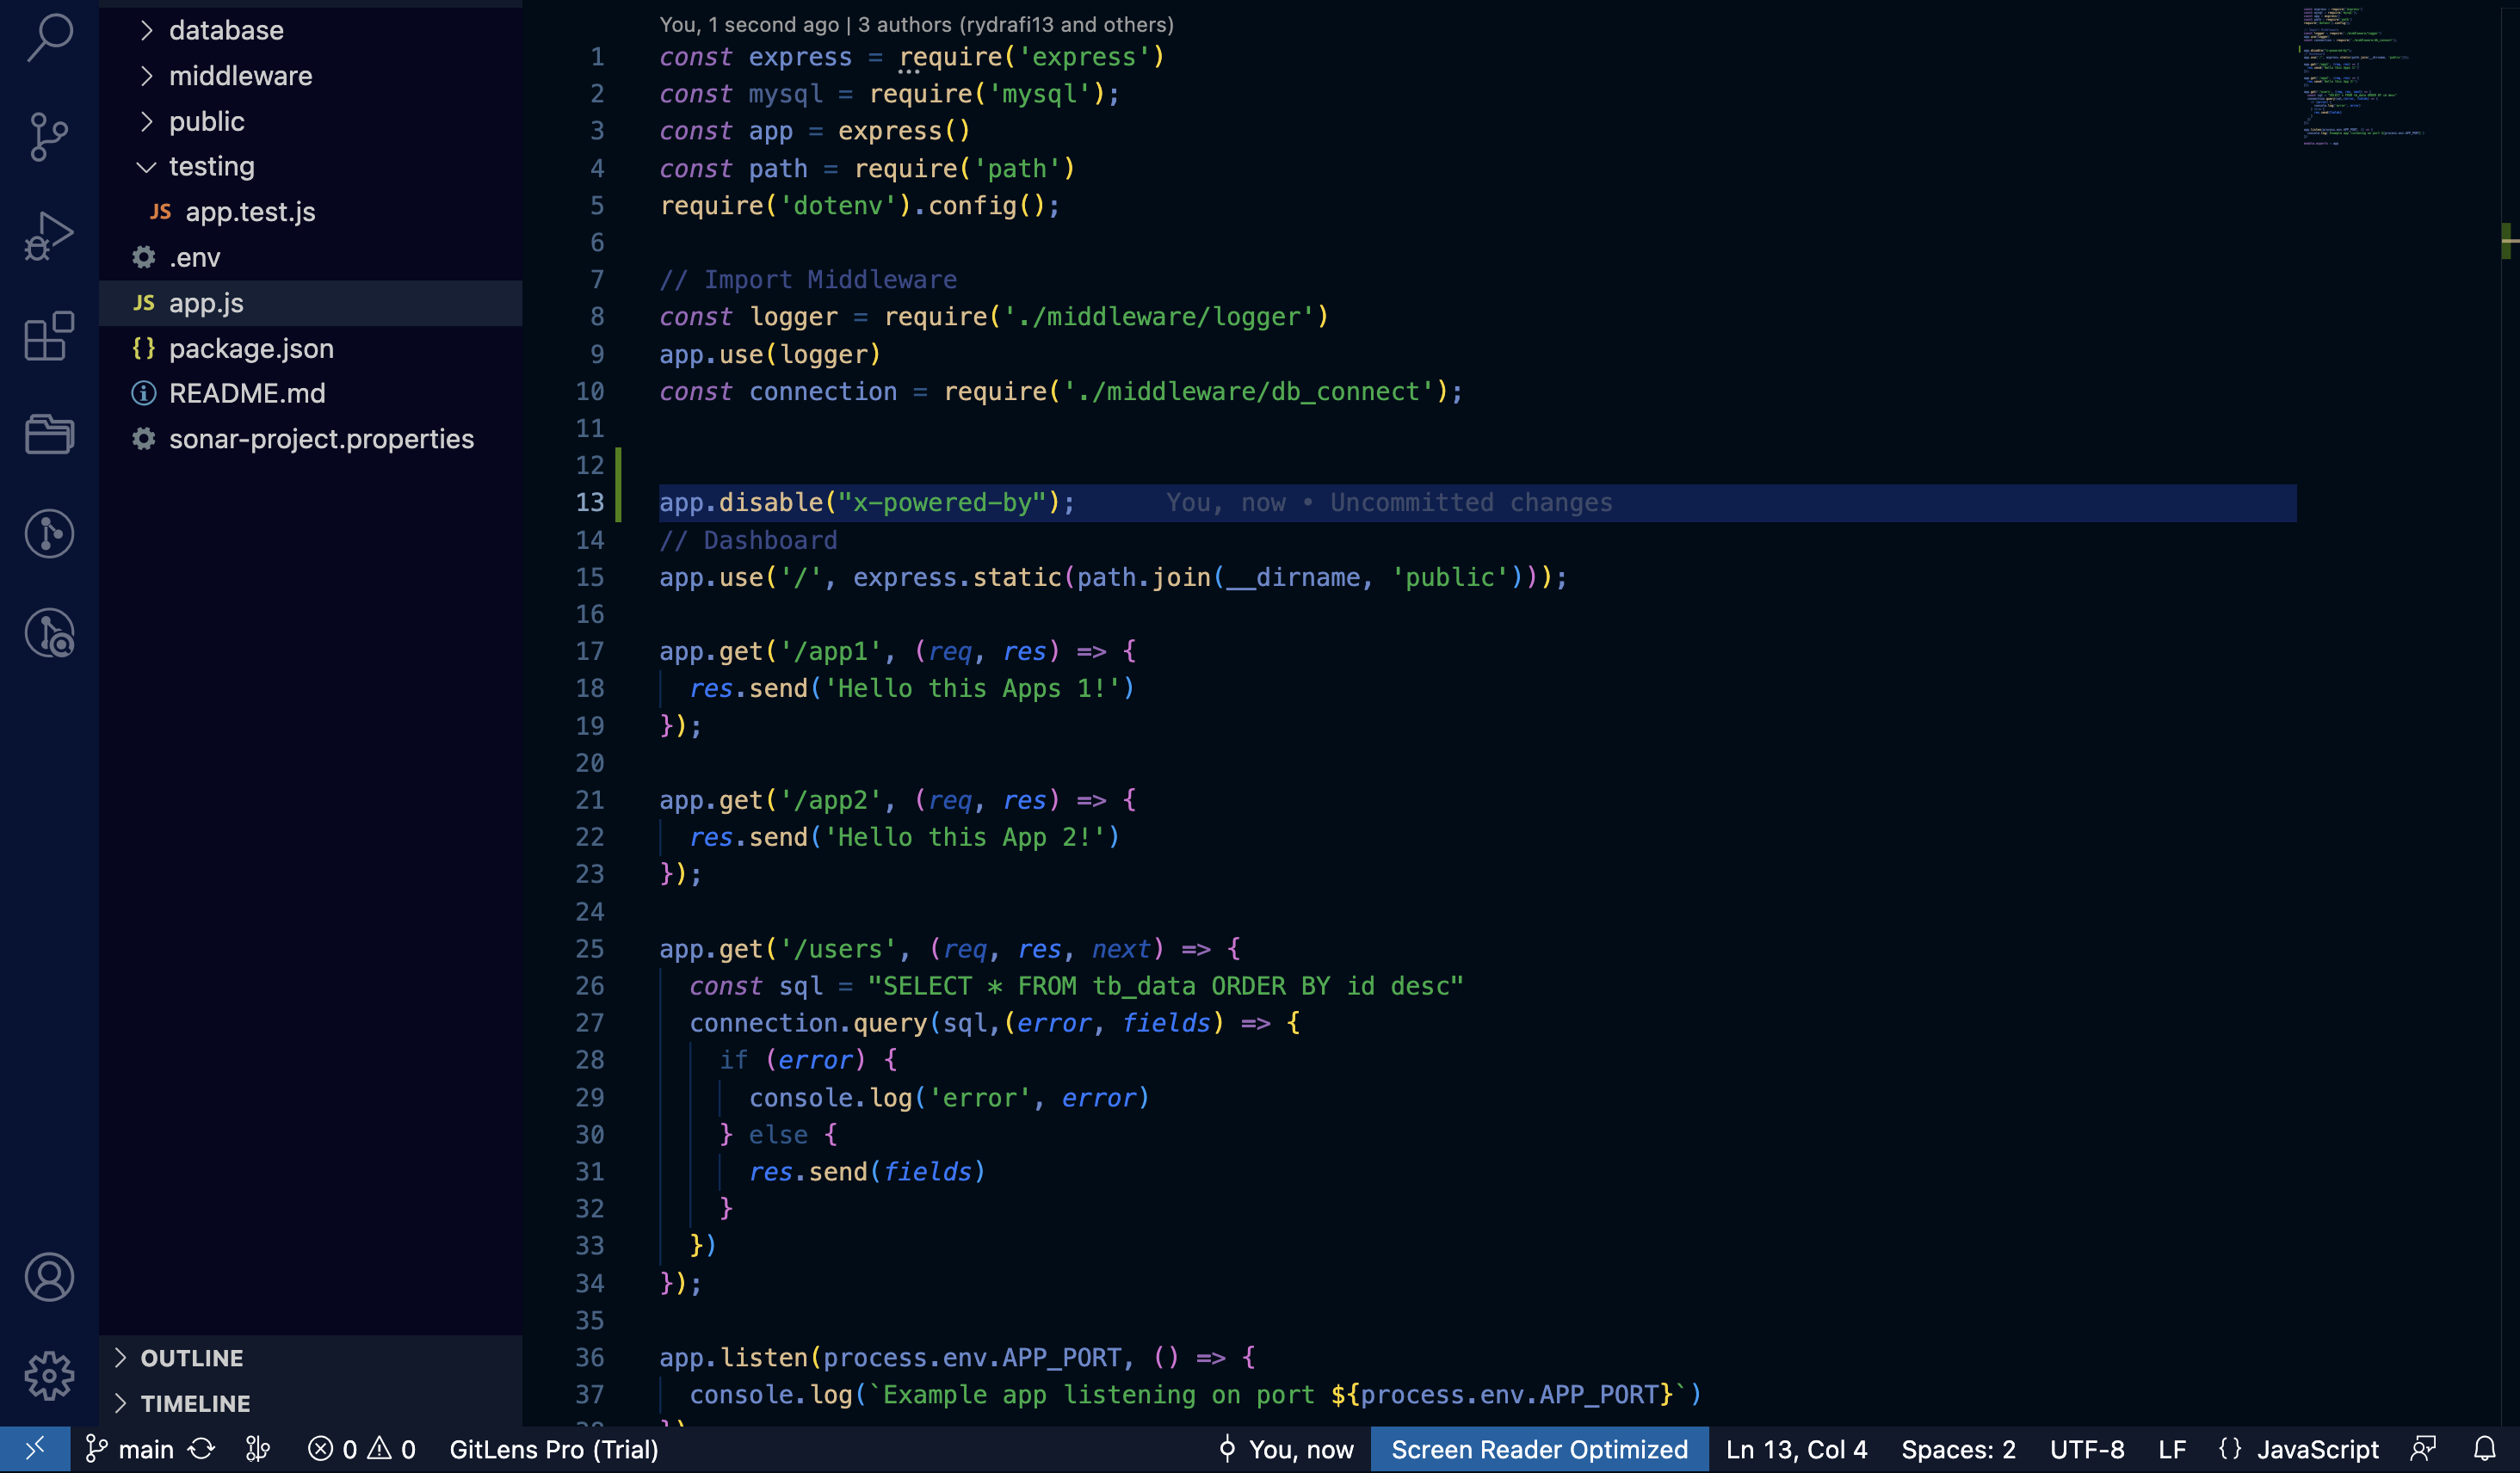 database
middleware
public
testing
JS app.test.js
.env
JS app.js
{} package.json
README.md
sonar-project.properties
OUTLINE
TIMELINE
You, 1 second ago | 3 authors (rydrafi13 and others)
1 const express = require('express')
2 const mysql = require('mysql');
3 const app = express()
4 const path = require('path')
5 require('dotenv').config();
6
7 // Import Middleware
8 const logger = require('./middleware/logger')
9 app.use(logger)
10 const connection = require('./middleware/db_connect');
11
12
13 app.disable("x-powered-by"); You, now • Uncommitted changes
14 // Dashboard
15 app.use('/', express.static(path.join(__dirname, 'public')));
16
17 app.get('/app1', (req, res) => {
18 res.send('Hello this Apps 1!')
19 });
20
21 app.get('/app2', (req, res) => {
22 res.send('Hello this App 2!')
23 });
24
25 app.get('/users', (req, res, next) => {
26 const sql = "SELECT * FROM tb_data ORDER BY id desc"
27 connection.query(sql,(error, fields) => {
28 if (error) {
29 console.log('error', error)
30 } else {
31 res.send(fields)
32 }
33 })
34 });
35
36 app.listen(process.env.APP_PORT, () => {
37 console.log(`Example app listening on port ${process.env.APP_PORT}`)
main 0 0 GitLens Pro (Trial) You, now Screen Reader Optimized Ln 13, Col 4 Spaces: 2 UTF-8 LF {} JavaScript